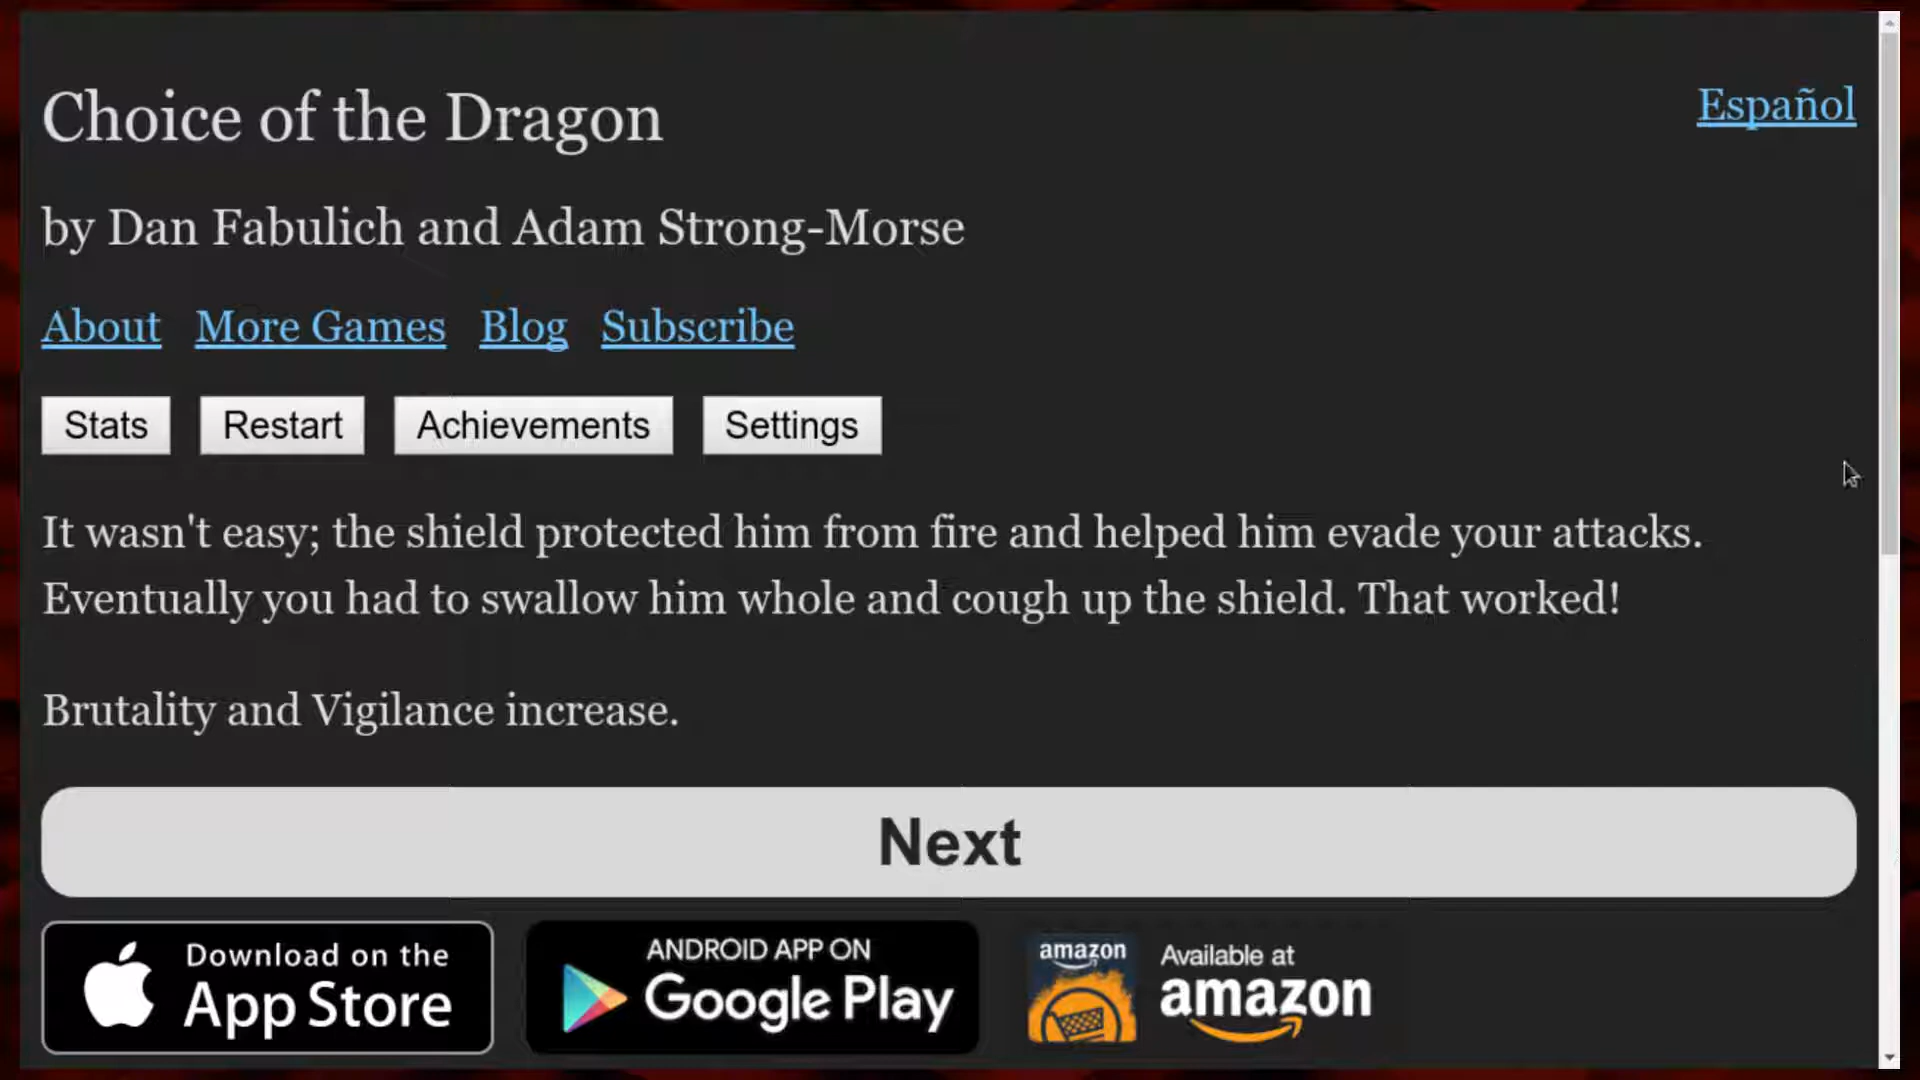 Choice of the Dragon
Español
by Dan Fabulich and Adam Strong-Morse
About More Games Blog Subscribe
Stats Restart Achievements Settings
It wasn't easy; the shield protected him from fire and helped him evade your attacks.
Eventually you had to swallow him whole and cough up the shield. That worked!
Brutality and Vigilance increase.
Next
Download on the
App Store
ANDROID APP ON
Google Play
amazon
Available at
amazon